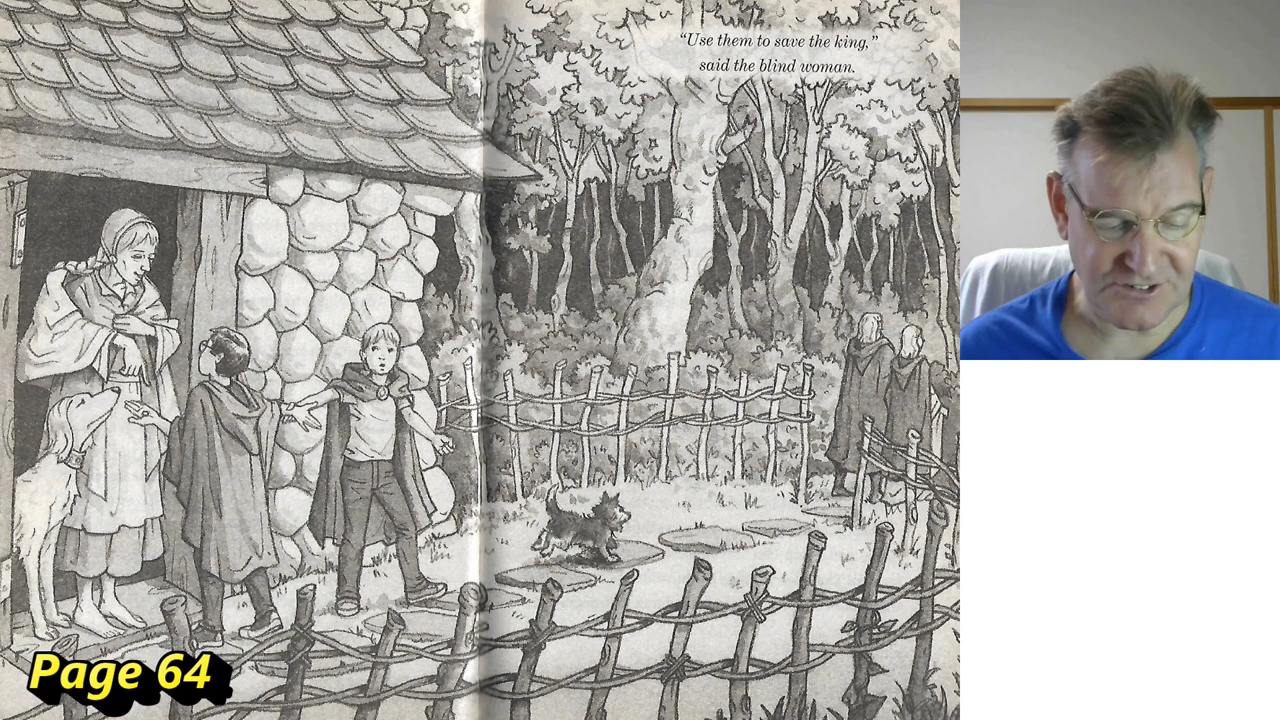 “Use them to save the king,”
said the blind woman.
Page 64